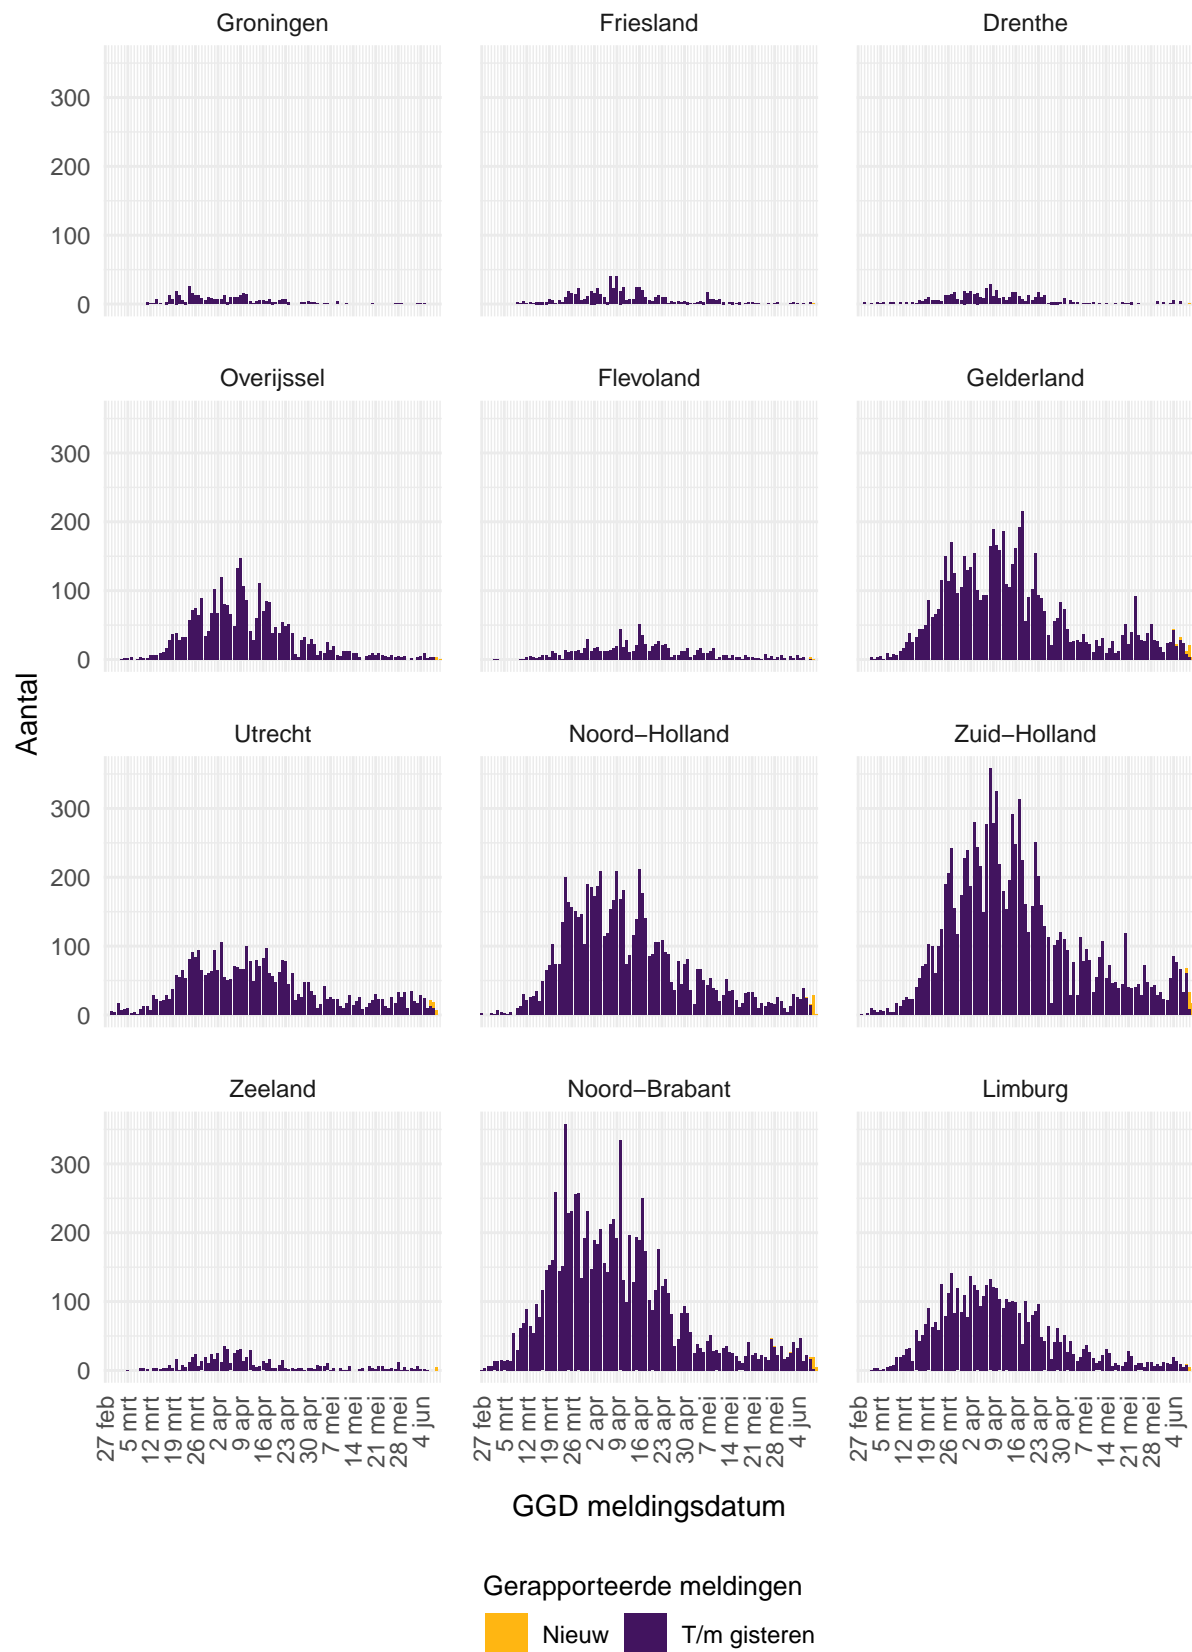 Groningen Friesland Drenthe
300
200
100
0
Overijssel Flevoland Gelderland
300
200
100
0
Utrecht Noord−Holland Zuid−Holland
300
200
100
0
Zeeland Noord−Brabant Limburg
300
200
100
0
Aantal
27 feb
5 mrt
12 mrt
19 mrt
26 mrt
2 apr
9 apr
16 apr
23 apr
30 apr
7 mei
14 mei
21 mei
28 mei
4 jun
27 feb
5 mrt
12 mrt
19 mrt
26 mrt
2 apr
9 apr
16 apr
23 apr
30 apr
7 mei
14 mei
21 mei
28 mei
4 jun
27 feb
5 mrt
12 mrt
19 mrt
26 mrt
2 apr
9 apr
16 apr
23 apr
30 apr
7 mei
14 mei
21 mei
28 mei
4 jun
GGD meldingsdatum
Gerapporteerde meldingen
Nieuw T/m gisteren